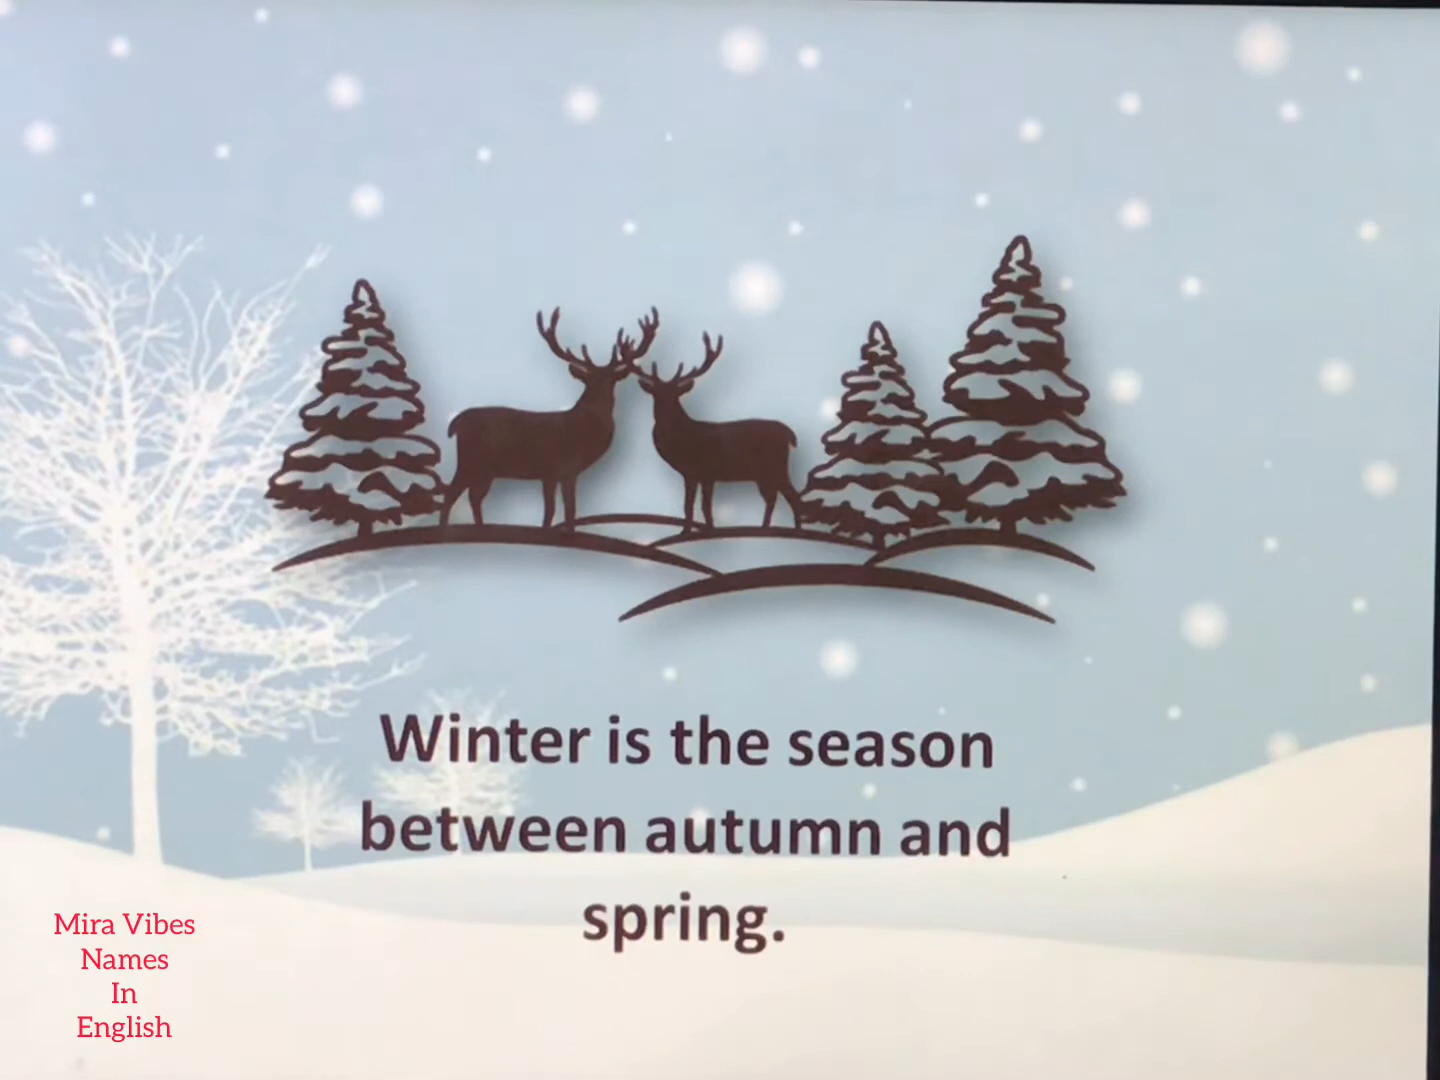 Winter is the season
between autumn and
spring.
Mira Vibes
Names
In
English